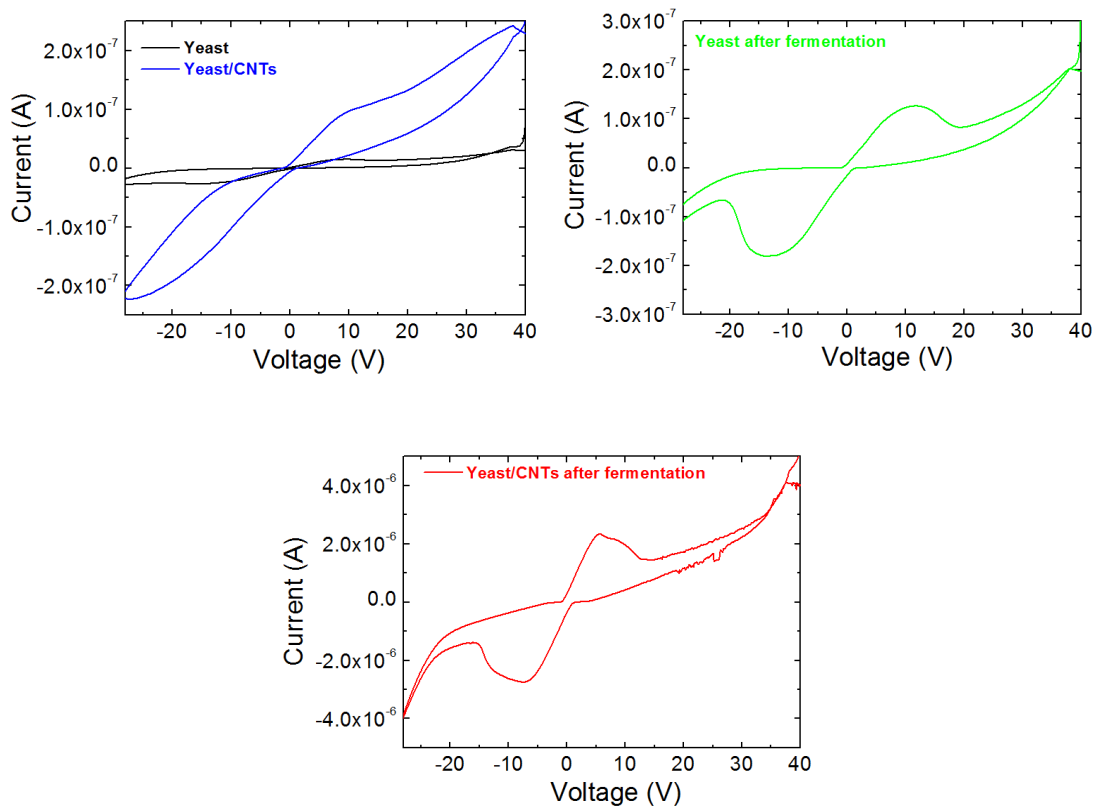 Yeast
Yeast/CNTs
2.0x10⁻⁷
1.0x10⁻⁷
0.0
-1.0x10⁻⁷
-2.0x10⁻⁷
Current (A)
-20 -10 0 10 20 30 40
Voltage (V)
Yeast after fermentation
3.0x10⁻⁷
2.0x10⁻⁷
1.0x10⁻⁷
0.0
-1.0x10⁻⁷
-2.0x10⁻⁷
-3.0x10⁻⁷
Current (A)
-20 -10 0 10 20 30 40
Voltage (V)
Yeast/CNTs after fermentation
4.0x10⁻⁶
2.0x10⁻⁶
0.0
-2.0x10⁻⁶
-4.0x10⁻⁶
Current (A)
-20 -10 0 10 20 30 40
Voltage (V)